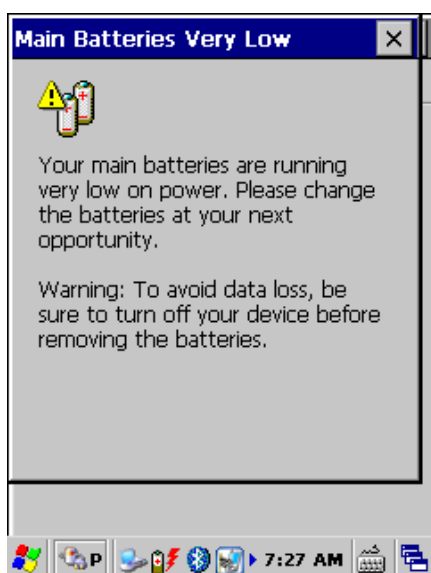 Main Batteries Very Low
Your main batteries are running
very low on power. Please change
the batteries at your next
opportunity.
Warning: To avoid data loss, be
sure to turn off your device before
removing the batteries.
P 7:27 AM